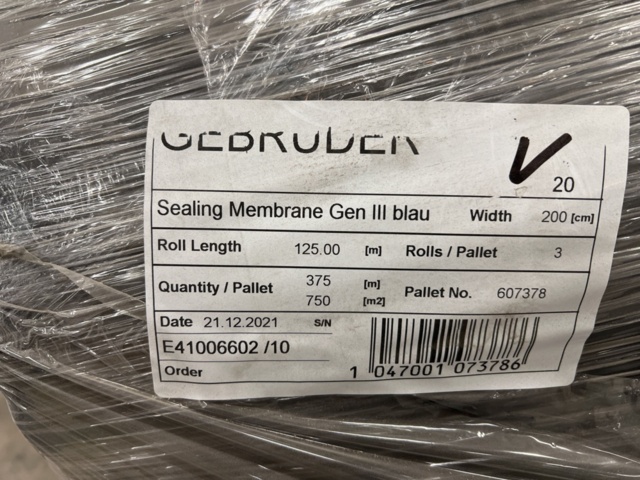 GEBRUDER
20
Sealing Membrane Gen III blau Width 200 [cm]
Roll Length 125.00 [m] Rolls / Pallet 3
Quantity / Pallet 375 [m] 750 [m2] Pallet No. 607378
Date 21.12.2021 S/N
E41006602 /10
Order
1 047001 073786